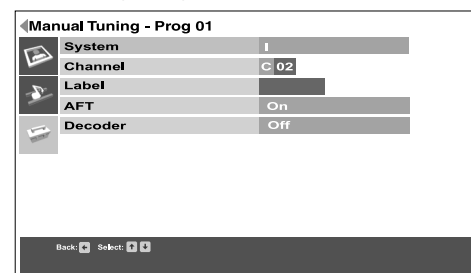 Manual Tuning - Prog 01
System I
Channel C 02
Label
AFT On
Decoder Off
Back: Select: